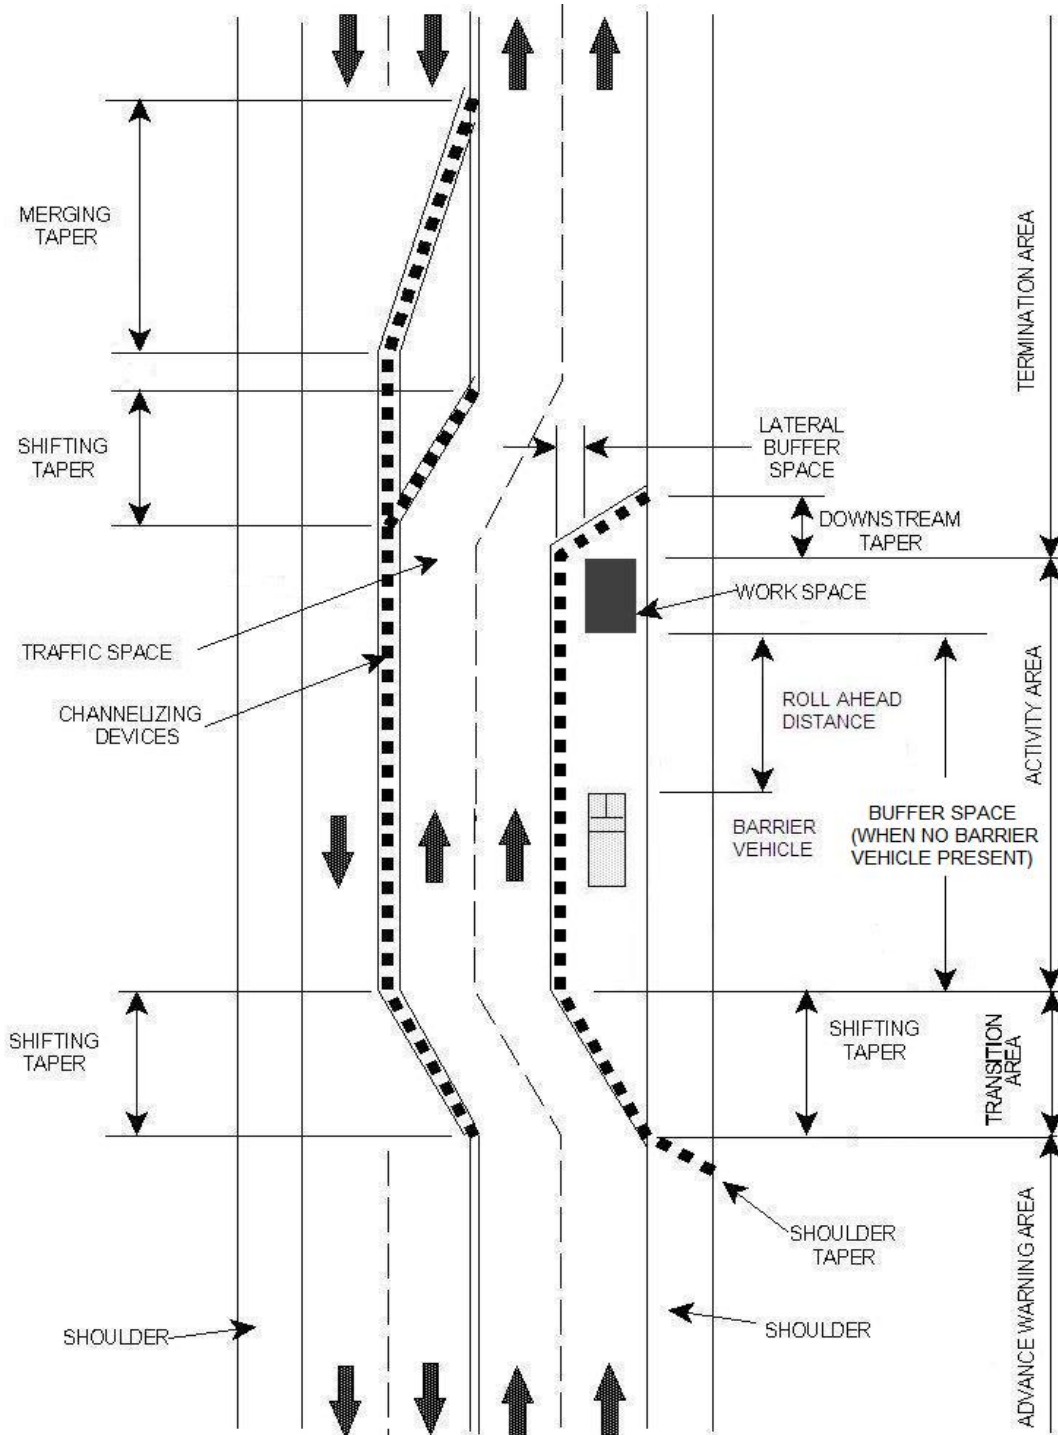 MERGING
TAPER
TERMINATION AREA
SHIFTING
TAPER
LATERAL
BUFFER
SPACE
DOWNSTREAM
TAPER
WORK SPACE
TRAFFIC SPACE
CHANNELIZING
DEVICES
ROLL AHEAD
DISTANCE
ACTIVITY AREA
BARRIER
VEHICLE
BUFFER SPACE
(WHEN NO BARRIER
VEHICLE PRESENT)
SHIFTING
TAPER
SHIFTING
TAPER
TRANSITION
AREA
SHOULDER
TAPER
ADVANCE WARNING AREA
SHOULDER
SHOULDER